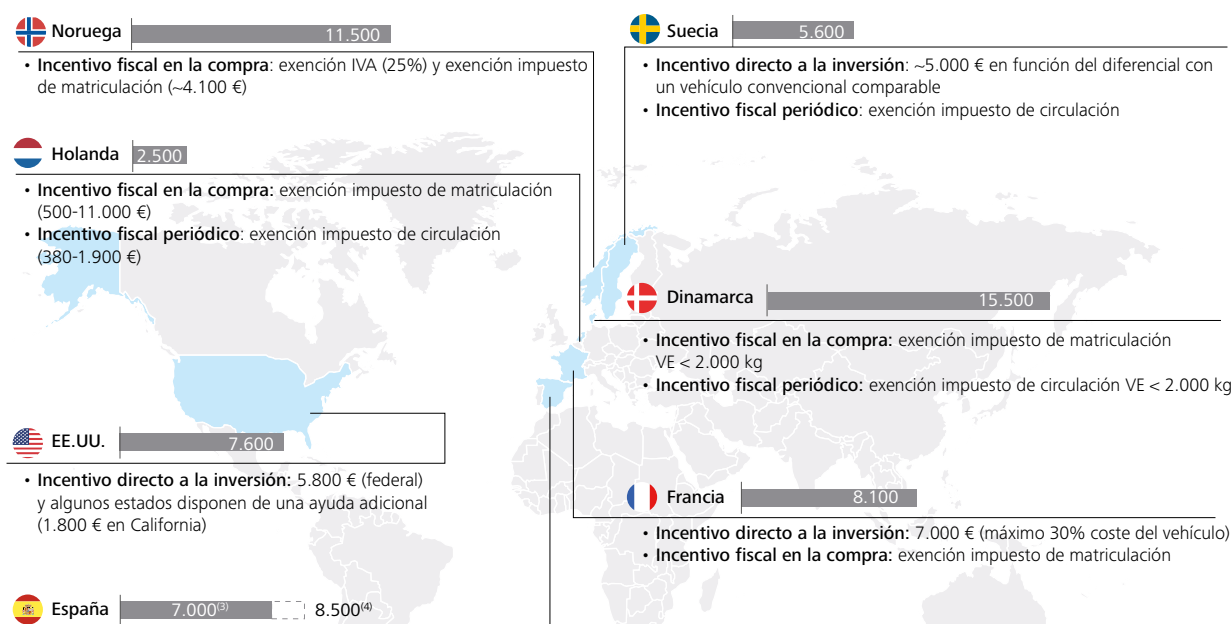 Noruega 11.500
• Incentivo fiscal en la compra: exención IVA (25%) y exención impuesto
de matriculación (~4.100 €)
Holanda 2.500
• Incentivo fiscal en la compra: exención impuesto de matriculación
(500-11.000 €)
• Incentivo fiscal periódico: exención impuesto de circulación
(380-1.900 €)
EE.UU. 7.600
• Incentivo directo a la inversión: 5.800 € (federal)
y algunos estados disponen de una ayuda adicional
(1.800 € en California)
España 7.000(3) 8.500(4)
Suecia 5.600
• Incentivo directo a la inversión: ~5.000 € en función del diferencial con
un vehículo convencional comparable
• Incentivo fiscal periódico: exención impuesto de circulación
Dinamarca 15.500
• Incentivo fiscal en la compra: exención impuesto de matriculación
VE < 2.000 kg
• Incentivo fiscal periódico: exención impuesto de circulación VE < 2.000 kg
Francia 8.100
• Incentivo directo a la inversión: 7.000 € (máximo 30% coste del vehículo)
• Incentivo fiscal en la compra: exención impuesto de matriculación